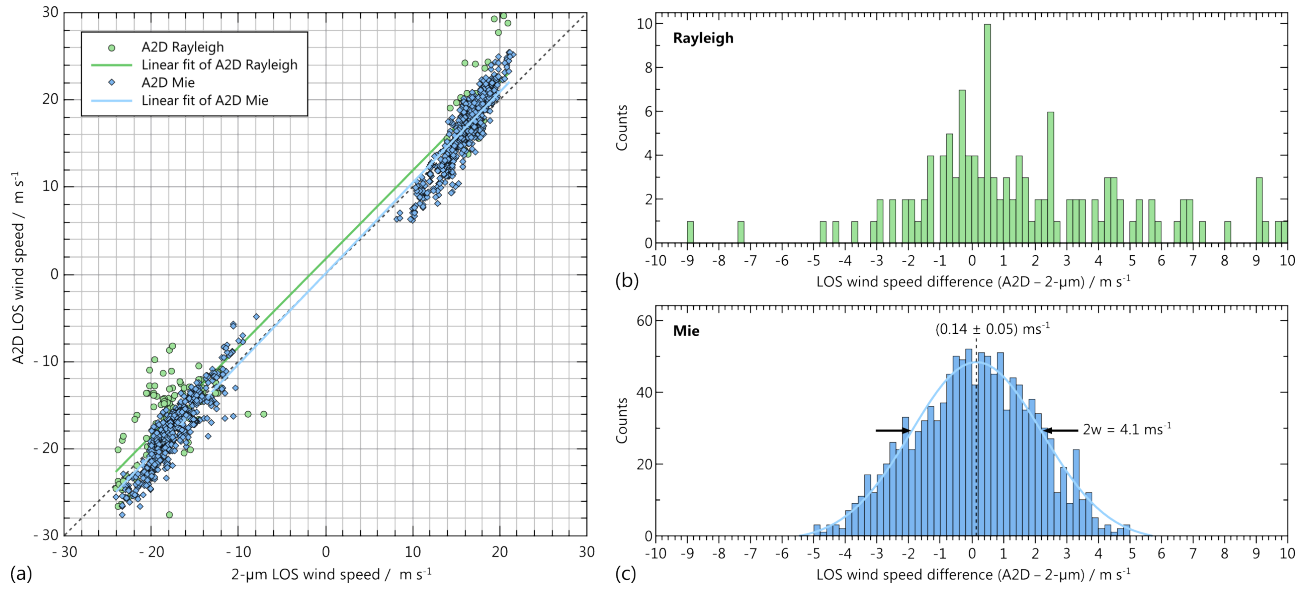 30
20
10
0
- 10
- 20
- 30
- 30
-20
-10
0
10
20
30
A2D LOS wind speed / m s⁻¹
2-µm LOS wind speed / m s⁻¹
A2D Rayleigh
Linear fit of A2D Rayleigh
A2D Mie
Linear fit of A2D Mie
(a)
Rayleigh
10
8
6
4
2
0
Counts
-10 -9 -8 -7 -6 -5 -4 -3 -2 -1 0 1 2 3 4 5 6 7 8 9 10
LOS wind speed difference (A2D – 2-µm) / m s⁻¹
(b)
Mie
(0.14 ± 0.05) ms⁻¹
2w = 4.1 ms⁻¹
60
40
20
0
Counts
-10 -9 -8 -7 -6 -5 -4 -3 -2 -1 0 1 2 3 4 5 6 7 8 9 10
LOS wind speed difference (A2D – 2-µm) / m s⁻¹
(c)